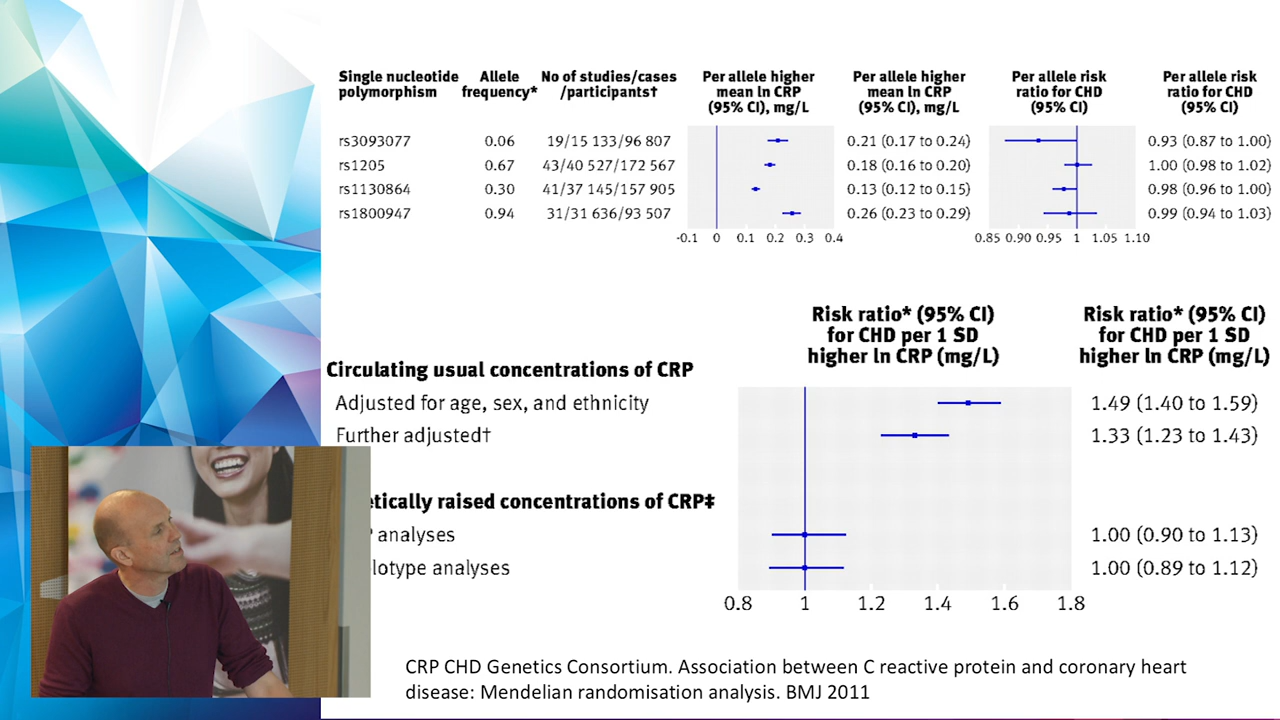 Single nucleotide polymorphism
Allele frequency*
No of studies/cases /participants†
Per allele higher mean ln CRP (95% CI), mg/L
Per allele higher mean ln CRP (95% CI), mg/L
Per allele risk ratio for CHD (95% CI)
Per allele risk ratio for CHD (95% CI)
rs3093077 0.06 19/15 133/96 807 0.21 (0.17 to 0.24) 0.93 (0.87 to 1.00)
rs1205 0.67 43/40 527/172 567 0.18 (0.16 to 0.20) 1.00 (0.98 to 1.02)
rs1130864 0.30 41/37 145/157 905 0.13 (0.12 to 0.15) 0.98 (0.96 to 1.00)
rs1800947 0.94 31/31 636/93 507 0.26 (0.23 to 0.29) 0.99 (0.94 to 1.03)
-0.1 0 0.1 0.2 0.3 0.4 0.85 0.90 0.95 1 1.05 1.10
Risk ratio* (95% CI) for CHD per 1 SD higher ln CRP (mg/L)
Risk ratio* (95% CI) for CHD per 1 SD higher ln CRP (mg/L)
Circulating usual concentrations of CRP
Adjusted for age, sex, and ethnicity 1.49 (1.40 to 1.59)
Further adjusted† 1.33 (1.23 to 1.43)
etically raised concentrations of CRP‡
P analyses 1.00 (0.90 to 1.13)
lotype analyses 1.00 (0.89 to 1.12)
0.8 1 1.2 1.4 1.6 1.8
CRP CHD Genetics Consortium. Association between C reactive protein and coronary heart
disease: Mendelian randomisation analysis. BMJ 2011